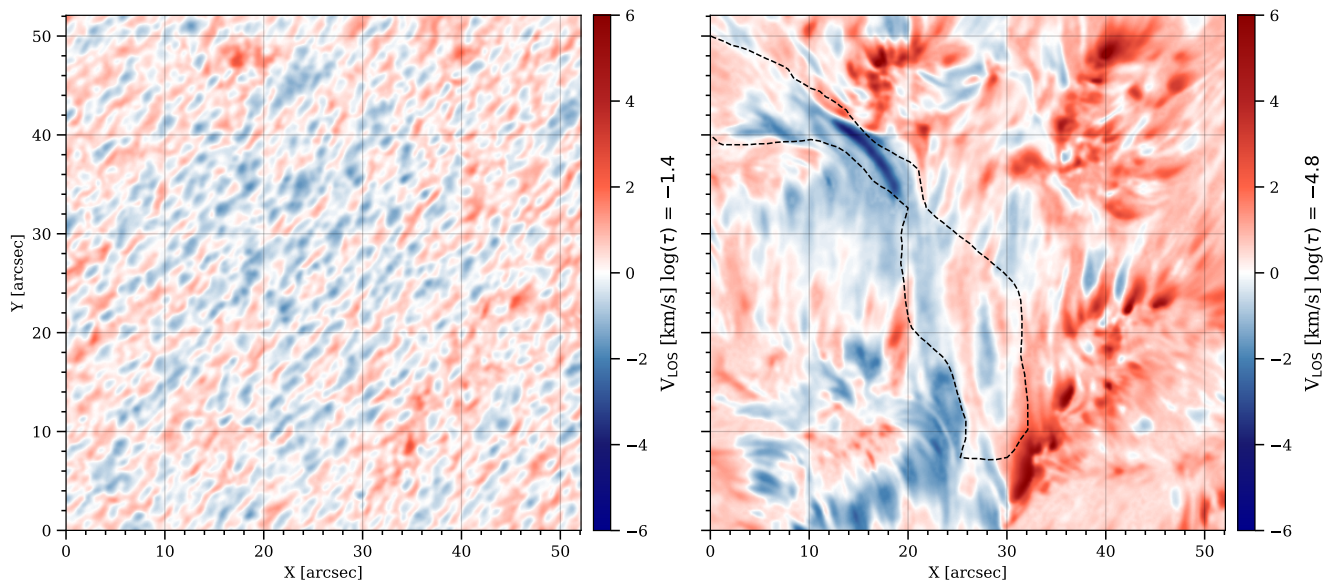 50
40
30
20
10
0
Y [arcsec]
0 10 20 30 40 50
X [arcsec]
6
4
2
0
−2
−4
−6
V_LOS [km/s] log(τ) = −1.4
0 10 20 30 40 50
X [arcsec]
6
4
2
0
−2
−4
−6
V_LOS [km/s] log(τ) = −4.8